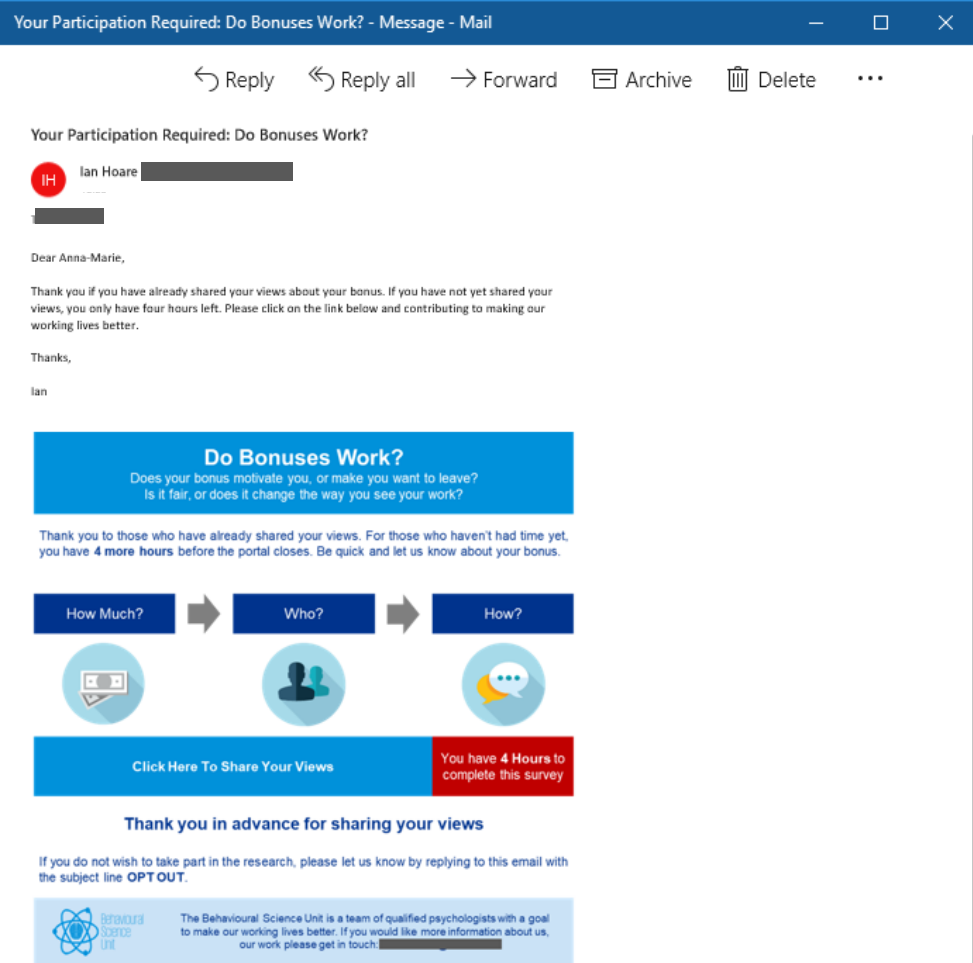 Your Participation Required: Do Bonuses Work? - Message - Mail
Reply Reply all Forward Archive Delete
Your Participation Required: Do Bonuses Work?
IH
Ian Hoare
Dear Anna-Marie,
Thank you if you have already shared your views about your bonus. If you have not yet shared your
views, you only have four hours left. Please click on the link below and contributing to making our
working lives better.
Thanks,
Ian
Do Bonuses Work?
Does your bonus motivate you, or make you want to leave?
Is it fair, or does it change the way you see your work?
Thank you to those who have already shared your views. For those who haven't had time yet,
you have 4 more hours before the portal closes. Be quick and let us know about your bonus.
How Much? Who? How?
Click Here To Share Your Views
You have 4 Hours to
complete this survey
Thank you in advance for sharing your views
If you do not wish to take part in the research, please let us know by replying to this email with
the subject line OPT OUT.
Behavioural
Science
Unit
The Behavioural Science Unit is a team of qualified psychologists with a goal
to make our working lives better. If you would like more information about us,
our work please get in touch: